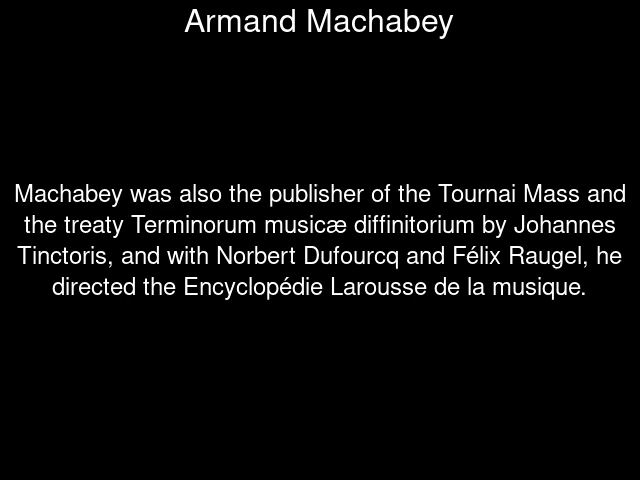 Armand Machabey
Machabey was also the publisher of the Tournai Mass and
the treaty Terminorum musicæ diffinitorium by Johannes
Tinctoris, and with Norbert Dufourcq and Félix Raugel, he
directed the Encyclopédie Larousse de la musique.